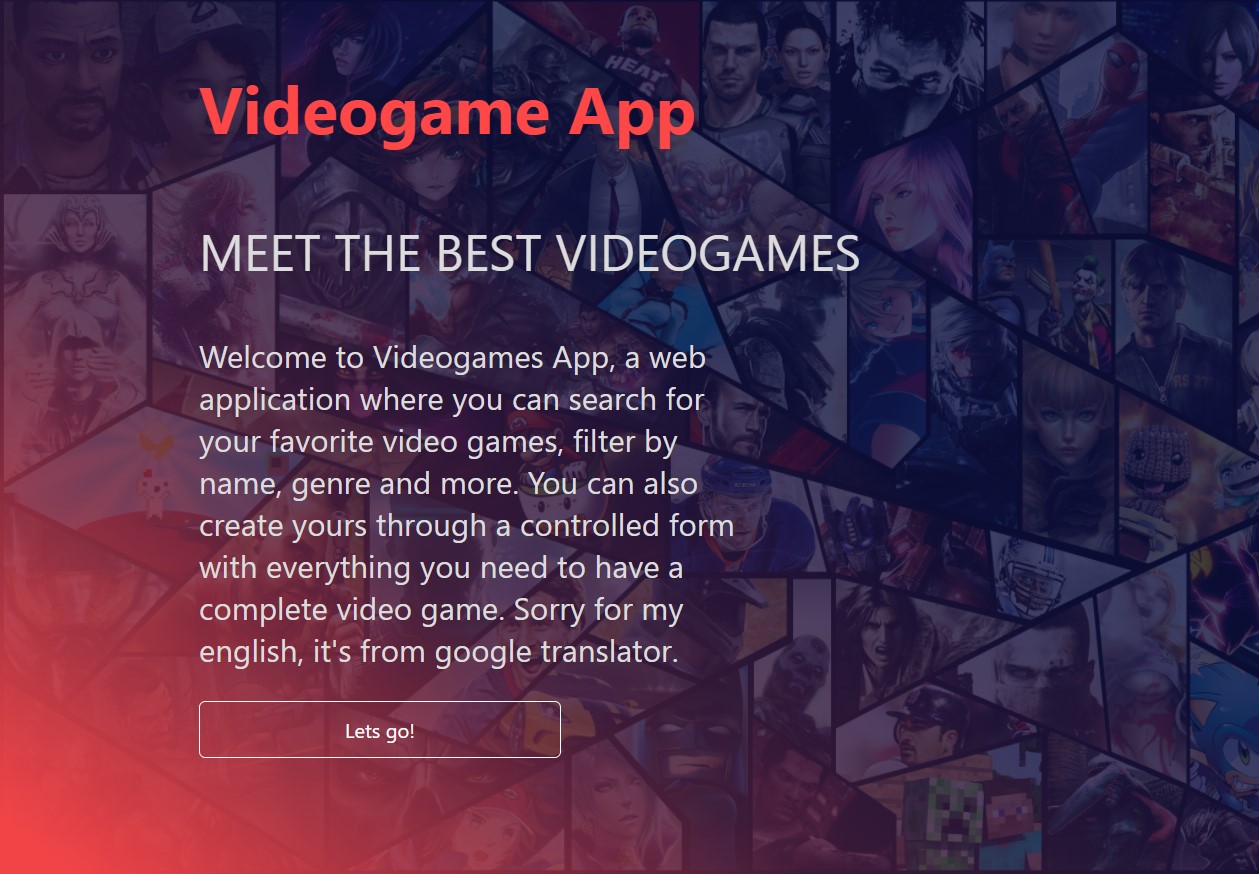 Videogame App
MEET THE BEST VIDEOGAMES
Welcome to Videogames App, a web
application where you can search for
your favorite video games, filter by
name, genre and more. You can also
create yours through a controlled form
with everything you need to have a
complete video game. Sorry for my
english, it's from google translator.
Lets go!
HEAT